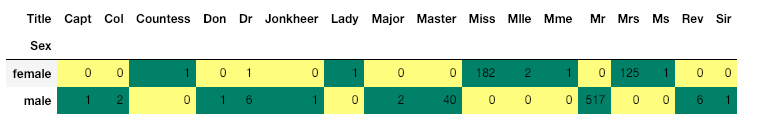 Title Capt Col Countess Don Dr Jonkheer Lady Major Master Miss Mlle Mme Mr Mrs Ms Rev Sir
Sex
female 0 0 1 0 1 0 1 0 0 182 2 1 0 125 1 0 0
male 1 2 0 1 6 1 0 2 40 0 0 0 517 0 0 6 1